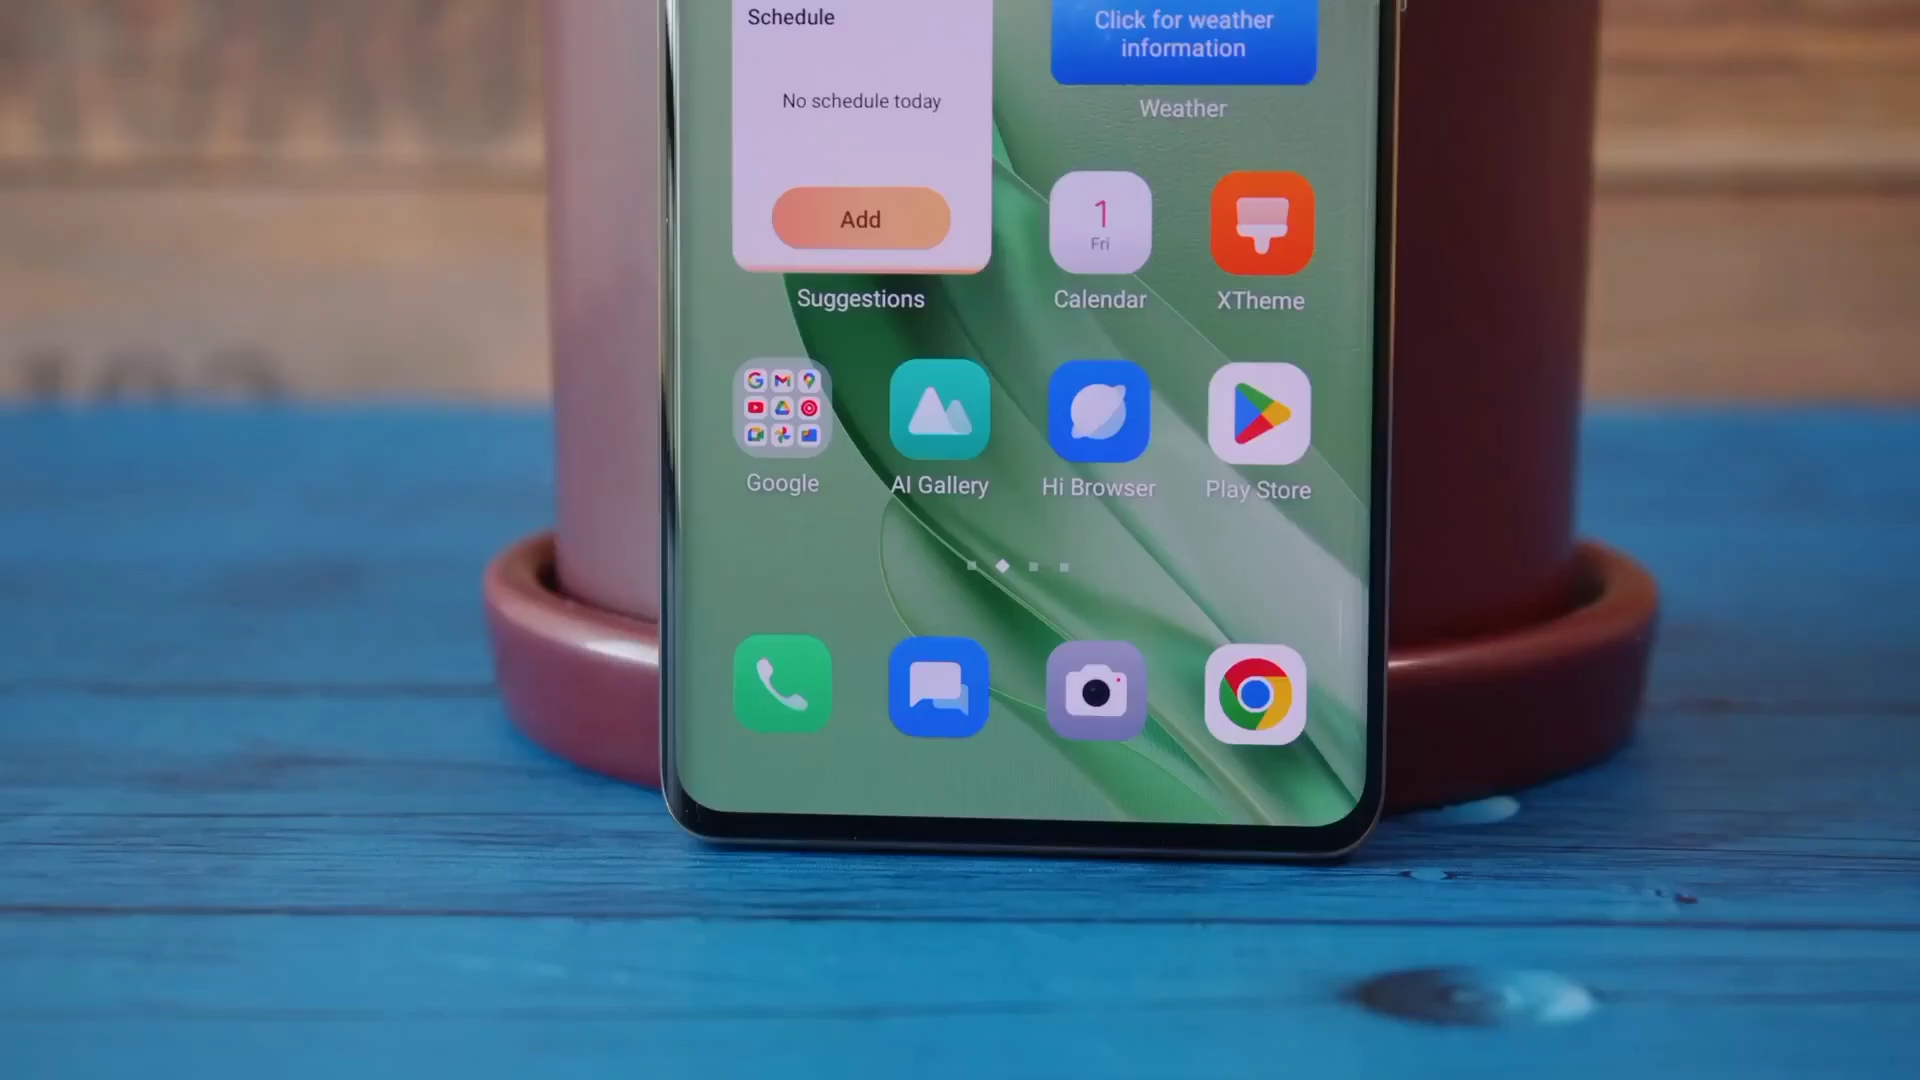 Schedule
Click for weather
information
No schedule today
Weather
Add
1
Fri
Suggestions
Calendar
XTheme
Google
AI Gallery
Hi Browser
Play Store